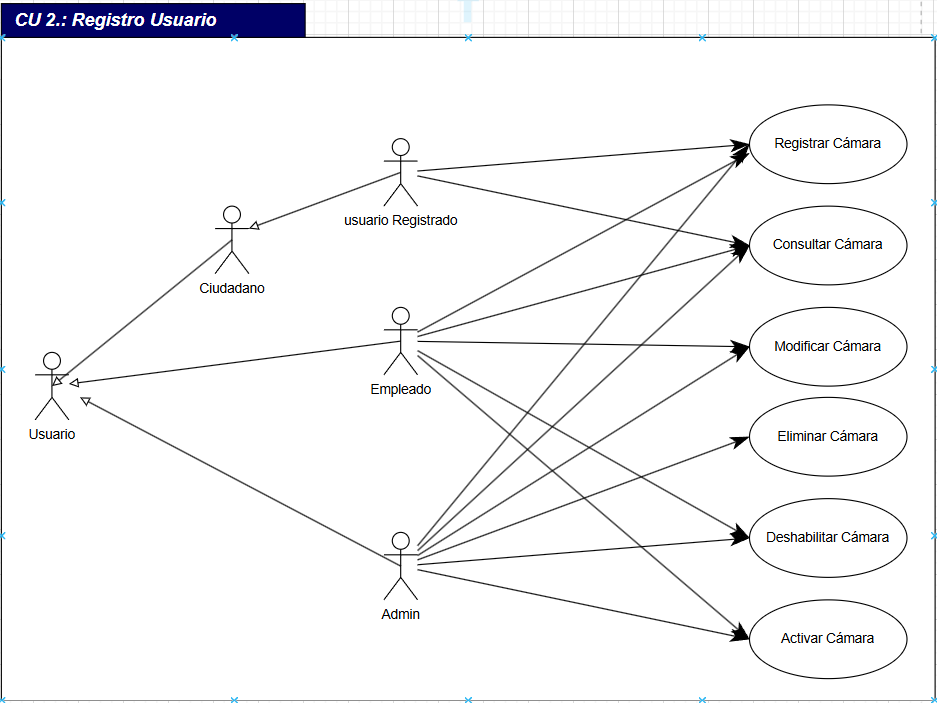 CU 2.: Registro Usuario
Registrar Cámara
usuario Registrado
Consultar Cámara
Ciudadano
Modificar Cámara
Empleado
Usuario
Eliminar Cámara
Deshabilitar Cámara
Admin
Activar Cámara